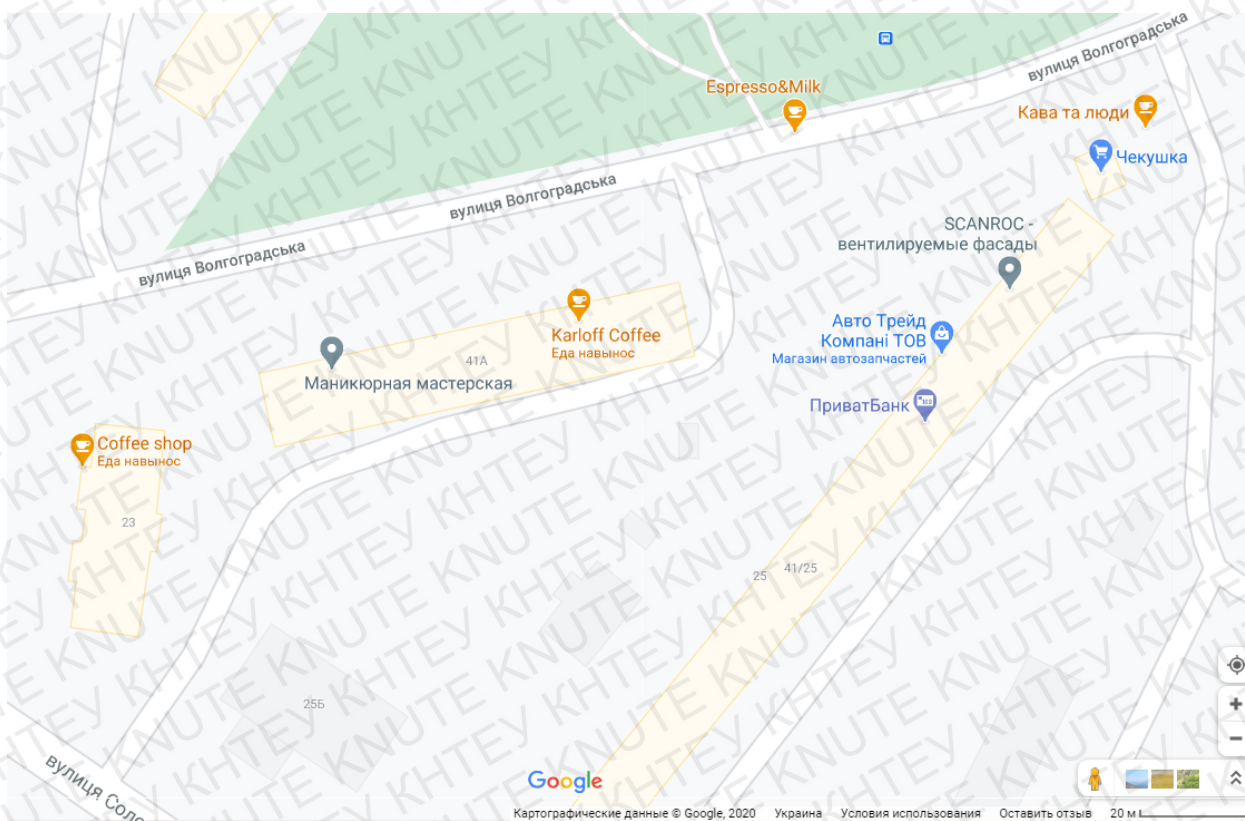 вулиця Волгоградська
Espresso&Milk
Кава та люди
Чекушка
вулиця Волгоградська
SCANROC -
вентилируемые фасады
вулиця Волгоградська
Karloff Coffee
Еда навынос
41А
Авто Трейд
Компані ТОВ
Магазин автозапчастей
Маникюрная мастерская
ПриватБанк
Coffee shop
Еда навынос
23
25
41/25
25Б
вулиця Соло
Google
Картографические данные © Google, 2020 Украина Условия использования Оставить отзыв 20 м
KNUTE КНТЕУ